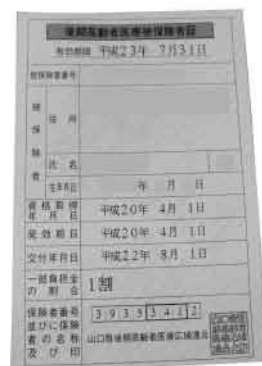 後期高齢者医療被保険者証
有効期限 平成23年 7月31日
被保険者番号
被保険者
住所
氏名
生年月日 年 月 日
資格取得年月日 平成20年 4月 1日
発効期日 平成20年 4月 1日
交付年月日 平成22年 8月 1日
一部負担金の割合 1割
保険者番号並びに保険者の名称及び印
39353412
山口県後期高齢者医療広域連合